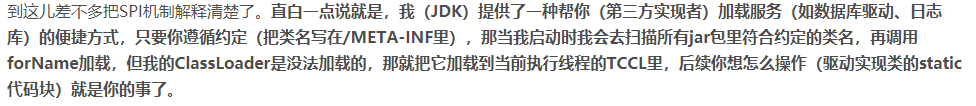 到这儿差不多把SPI机制解释清楚了。直白一点说就是，我（JDK）提供了一种帮你（第三方实现者）加载服务（如数据库驱动、日志
库）的便捷方式，只要你遵循约定（把类名写在/META-INF里），那当我启动时我会去扫描所有jar包里符合约定的类名，再调用
forName加载，但我的ClassLoader是没法加载的，那就把它加载到当前执行线程的TCCL里，后续你想怎么操作（驱动实现类的static
代码块）就是你的事了。